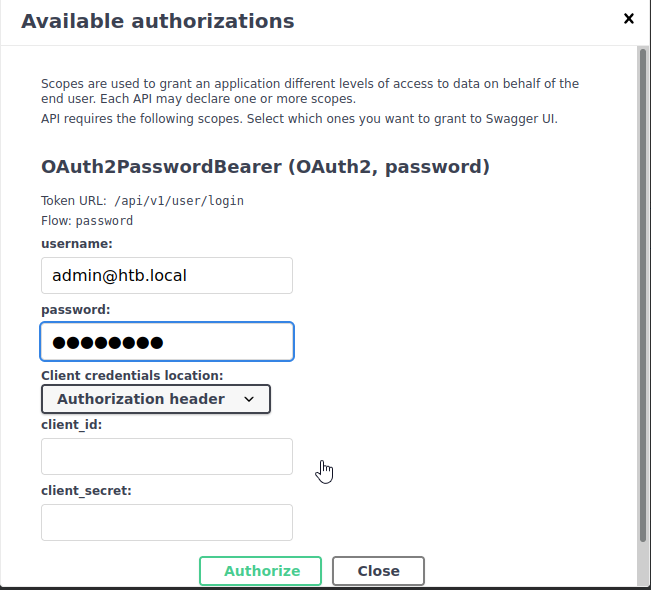 Available authorizations
Scopes are used to grant an application different levels of access to data on behalf of the
end user. Each API may declare one or more scopes.
API requires the following scopes. Select which ones you want to grant to Swagger UI.
OAuth2PasswordBearer (OAuth2, password)
Token URL: /api/v1/user/login
Flow: password
username:
admin@htb.local
password:
●●●●●●●●
Client credentials location:
Authorization header
client_id:
client_secret:
Authorize Close